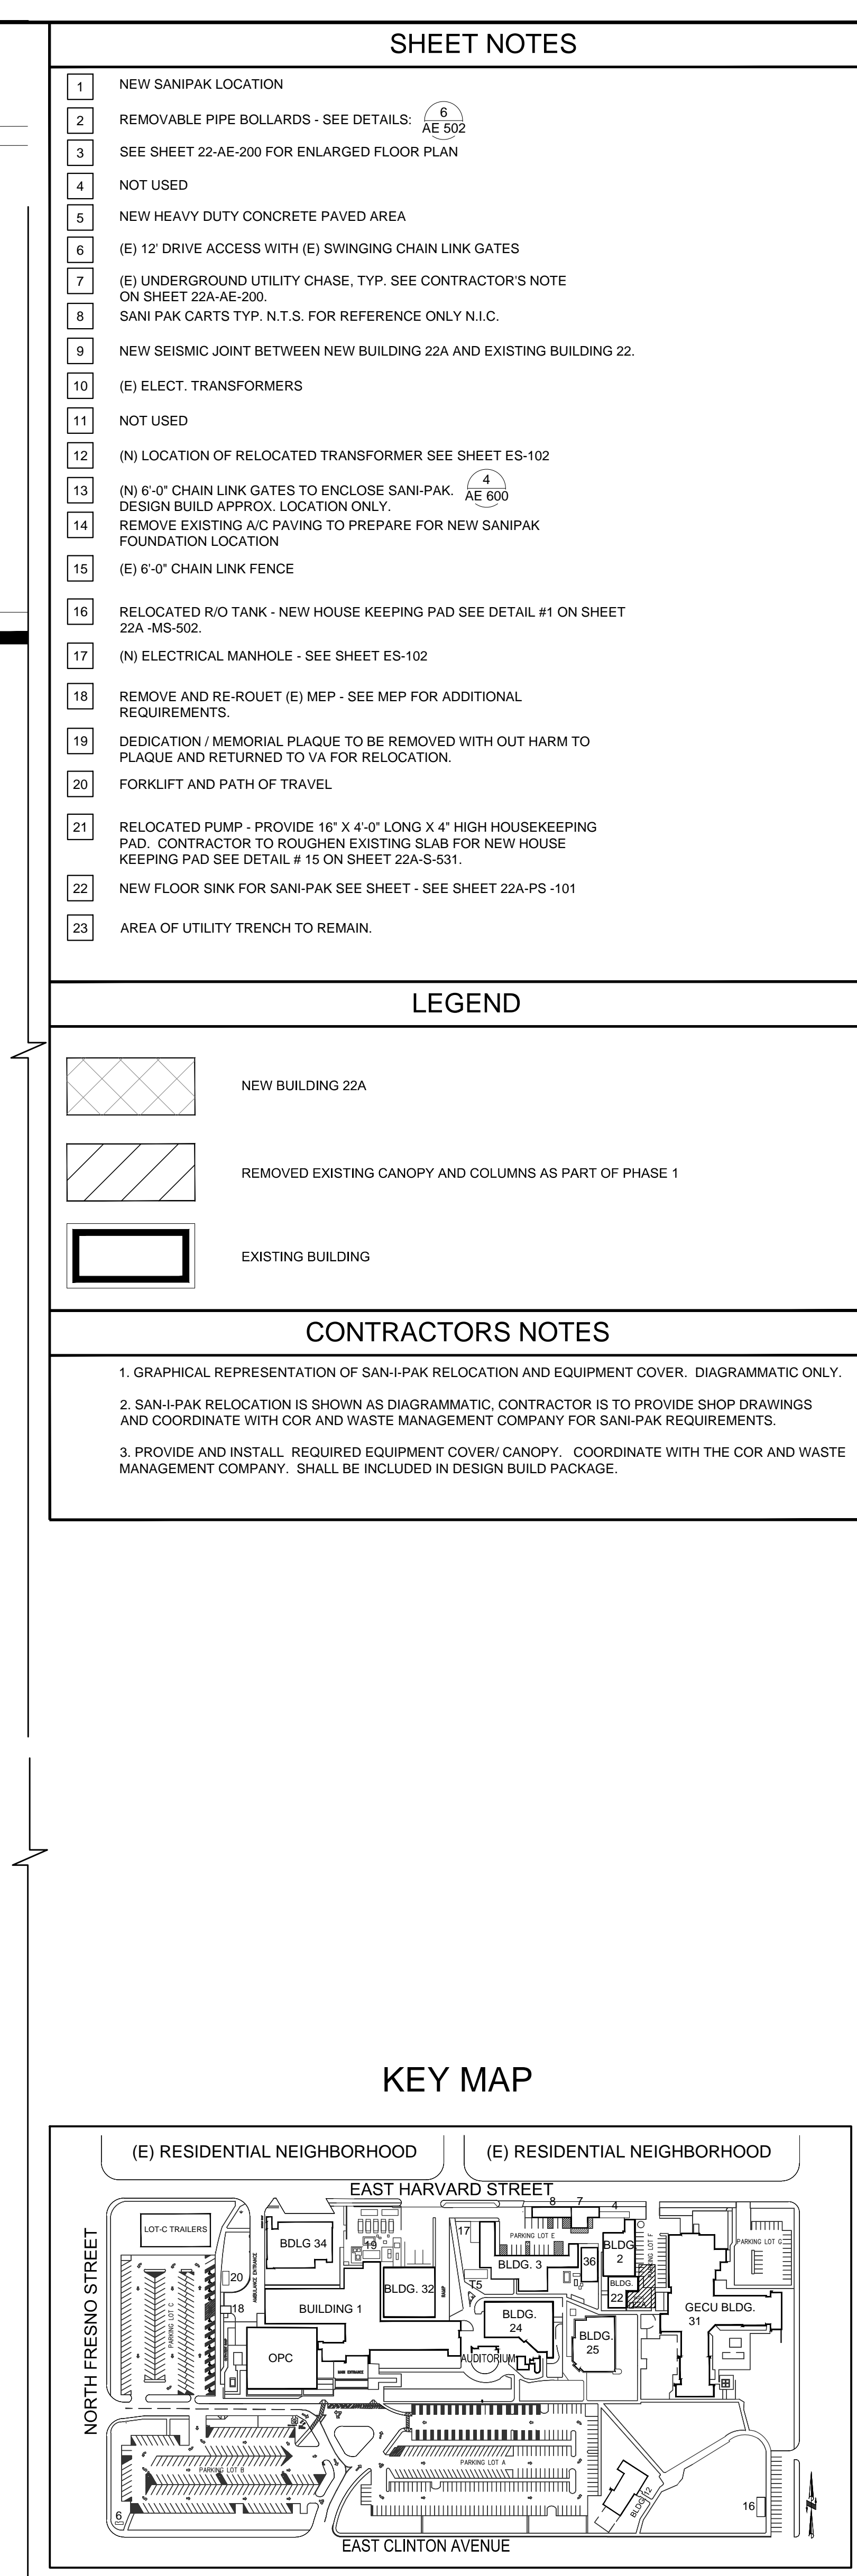 SHEET NOTES
1 NEW SANIPAK LOCATION
2 REMOVABLE PIPE BOLLARDS - SEE DETAILS: 6
AE 502
3 SEE SHEET 22-AE-200 FOR ENLARGED FLOOR PLAN
4 NOT USED
5 NEW HEAVY DUTY CONCRETE PAVED AREA
6 (E) 12' DRIVE ACCESS WITH (E) SWINGING CHAIN LINK GATES
7 (E) UNDERGROUND UTILITY CHASE, TYP. SEE CONTRACTOR'S NOTE
ON SHEET 22A-AE-200.
8 SANI PAK CARTS TYP. N.T.S. FOR REFERENCE ONLY N.I.C.
9 NEW SEISMIC JOINT BETWEEN NEW BUILDING 22A AND EXISTING BUILDING 22.
10 (E) ELECT. TRANSFORMERS
11 NOT USED
12 (N) LOCATION OF RELOCATED TRANSFORMER SEE SHEET ES-102
13 (N) 6'-0" CHAIN LINK GATES TO ENCLOSE SANI-PAK. 4
DESIGN BUILD APPROX. LOCATION ONLY. AE 600
14 REMOVE EXISTING A/C PAVING TO PREPARE FOR NEW SANIPAK
FOUNDATION LOCATION
15 (E) 6'-0" CHAIN LINK FENCE
16 RELOCATED R/O TANK - NEW HOUSE KEEPING PAD SEE DETAIL #1 ON SHEET
22A -MS-502.
17 (N) ELECTRICAL MANHOLE - SEE SHEET ES-102
18 REMOVE AND RE-ROUET (E) MEP - SEE MEP FOR ADDITIONAL
REQUIREMENTS.
19 DEDICATION / MEMORIAL PLAQUE TO BE REMOVED WITH OUT HARM TO
PLAQUE AND RETURNED TO VA FOR RELOCATION.
20 FORKLIFT AND PATH OF TRAVEL
21 RELOCATED PUMP - PROVIDE 16" X 4'-0" LONG X 4" HIGH HOUSEKEEPING
PAD. CONTRACTOR TO ROUGHEN EXISTING SLAB FOR NEW HOUSE
KEEPING PAD SEE DETAIL # 15 ON SHEET 22A-S-531.
22 NEW FLOOR SINK FOR SANI-PAK SEE SHEET - SEE SHEET 22A-PS -101
23 AREA OF UTILITY TRENCH TO REMAIN.
LEGEND
NEW BUILDING 22A
REMOVED EXISTING CANOPY AND COLUMNS AS PART OF PHASE 1
EXISTING BUILDING
CONTRACTORS NOTES
1. GRAPHICAL REPRESENTATION OF SAN-I-PAK RELOCATION AND EQUIPMENT COVER. DIAGRAMMATIC ONLY.
2. SAN-I-PAK RELOCATION IS SHOWN AS DIAGRAMMATIC, CONTRACTOR IS TO PROVIDE SHOP DRAWINGS
AND COORDINATE WITH COR AND WASTE MANAGEMENT COMPANY FOR SANI-PAK REQUIREMENTS.
3. PROVIDE AND INSTALL REQUIRED EQUIPMENT COVER/ CANOPY. COORDINATE WITH THE COR AND WASTE
MANAGEMENT COMPANY. SHALL BE INCLUDED IN DESIGN BUILD PACKAGE.
KEY MAP
(E) RESIDENTIAL NEIGHBORHOOD
(E) RESIDENTIAL NEIGHBORHOOD
EAST HARVARD STREET
NORTH FRESNO STREET
LOT-C TRAILERS
PARKING LOT C
20
18
AMBULANCE ENTRANCE
BDLG 34
19
BUILDING 1
OPC
MAIN ENTRANCE
BLDG. 32
RAMP
17
T5
BLDG. 3
PARKING LOT E
8
7
4
36
BLDG.
2
BLDG.
22
PARKING LOT F
BLDG.
24
AUDITORIUM
BLDG.
25
GECU BLDG.
31
PARKING LOT G
PARKING LOT B
PARKING LOT A
6
BLDG. 12
16
EAST CLINTON AVENUE